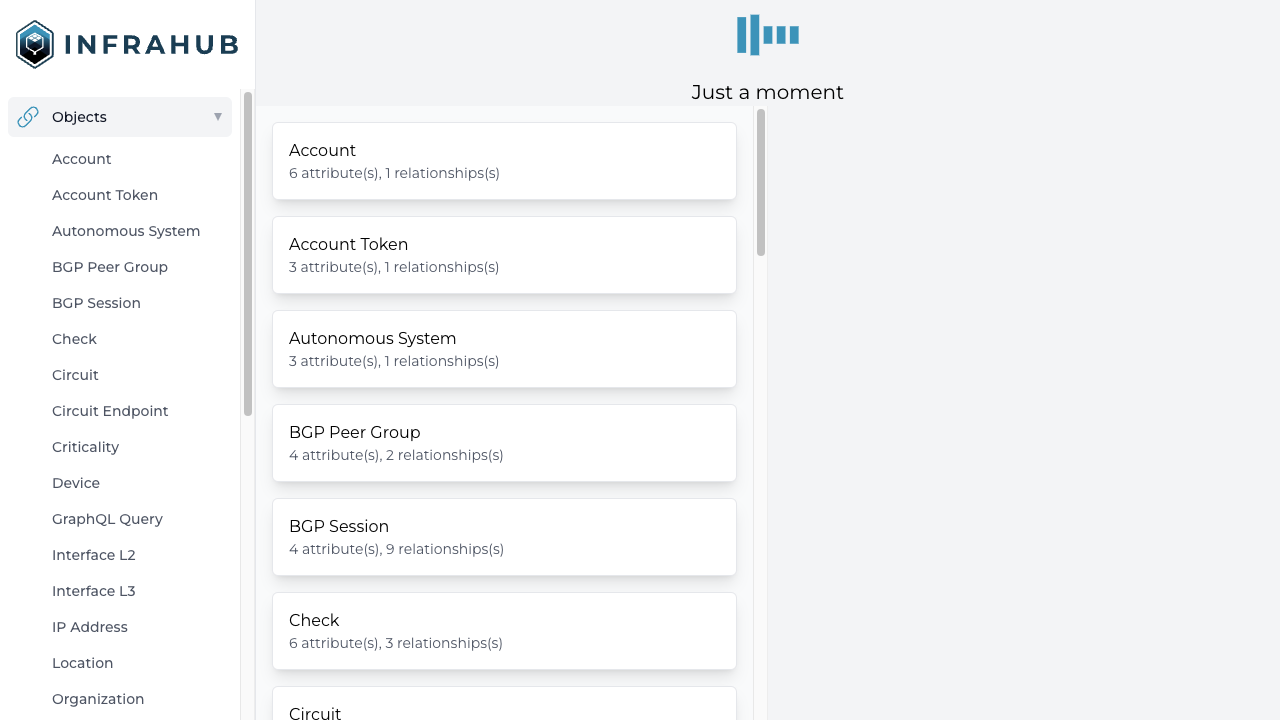 INFRAHUB
Objects
Account
Account Token
Autonomous System
BGP Peer Group
BGP Session
Check
Circuit
Circuit Endpoint
Criticality
Device
GraphQL Query
Interface L2
Interface L3
IP Address
Location
Organization
Just a moment
Account
6 attribute(s), 1 relationships(s)
Account Token
3 attribute(s), 1 relationships(s)
Autonomous System
3 attribute(s), 1 relationships(s)
BGP Peer Group
4 attribute(s), 2 relationships(s)
BGP Session
4 attribute(s), 9 relationships(s)
Check
6 attribute(s), 3 relationships(s)
Circuit